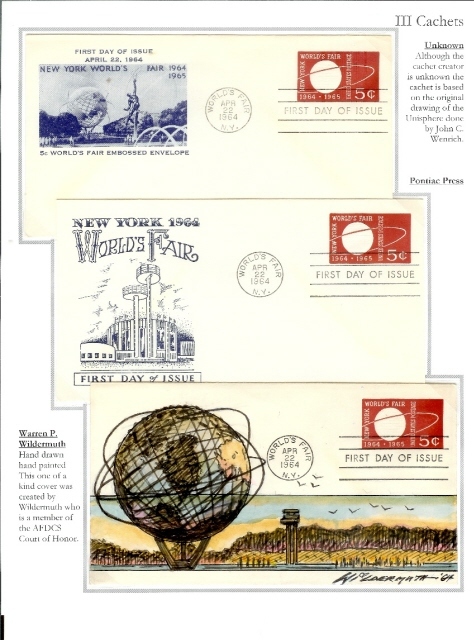 III Cachets
FIRST DAY OF ISSUE
APRIL 22, 1964
NEW YORK WORLD'S FAIR 1964
1965
5c WORLD'S FAIR EMBOSSED ENVELOPE
WORLD'S FAIR
APR
22
1964
N.Y.
WORLD'S FAIR
NEW YORK
1964 - 1965
5¢
FIRST DAY OF ISSUE
Unknown
Although the
cachet creator
is unknown the
cachet is based
on the original
drawing of the
Unisphere done
by John C.
Wenrich.
Pontiac Press
NEW YORK 1964
WORLD'S FAIR
FIRST DAY of ISSUE
WORLD'S FAIR
APR
22
1964
N.Y.
WORLD'S FAIR
NEW YORK
1964 - 1965
5¢
FIRST DAY OF ISSUE
Warren P.
Wildermuth
Hand drawn
hand painted
This one of a
kind cover was
created by
Wildermuth who
is a member of
the AFDCS
Court of Honor.
WORLD'S FAIR
APR
22
1964
N.Y.
WORLD'S FAIR
NEW YORK
1964 - 1965
5¢
FIRST DAY OF ISSUE
WILDERMUTH '64